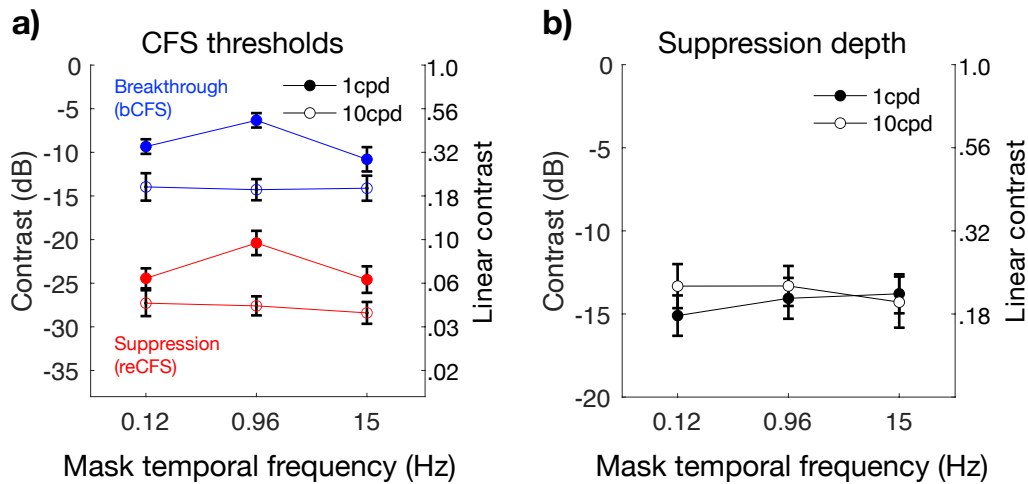 a)
CFS thresholds
0
-5
-10
-15
-20
-25
-30
-35
Contrast (dB)
Breakthrough
(bCFS)
1cpd
10cpd
Suppression
(reCFS)
1.0
.56
.32
.18
.10
.06
.03
.02
Linear contrast
0.12 0.96 15
Mask temporal frequency (Hz)
b)
Suppression depth
0
-5
-10
-15
-20
Contrast (dB)
1cpd
10cpd
1.0
.56
.32
.18
Linear contrast
0.12 0.96 15
Mask temporal frequency (Hz)